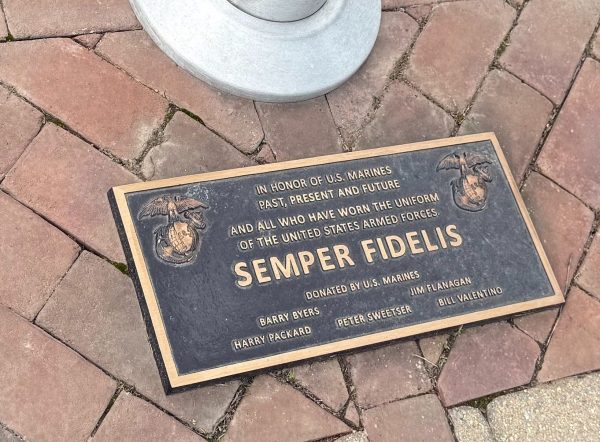 IN HONOR OF U.S. MARINES
PAST, PRESENT AND FUTURE
AND ALL WHO HAVE WORN THE UNIFORM
OF THE UNITED STATES ARMED FORCES
SEMPER FIDELIS
DONATED BY U.S. MARINES
BARRY BYERS JIM FLANAGAN
HARRY PACKARD PETER SWEETSER BILL VALENTINO